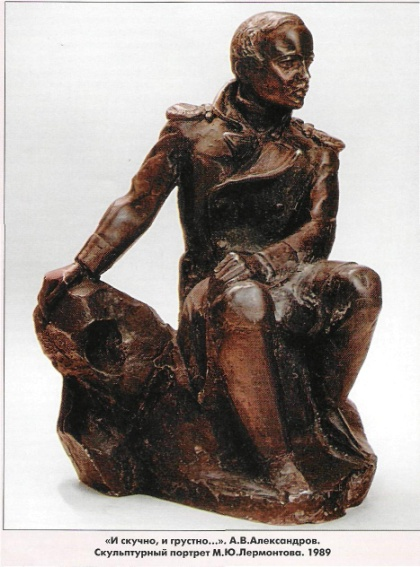 «И скучно, и грустно...». А.В.Александров.
Скульптурный портрет М.Ю.Лермонтова. 1989